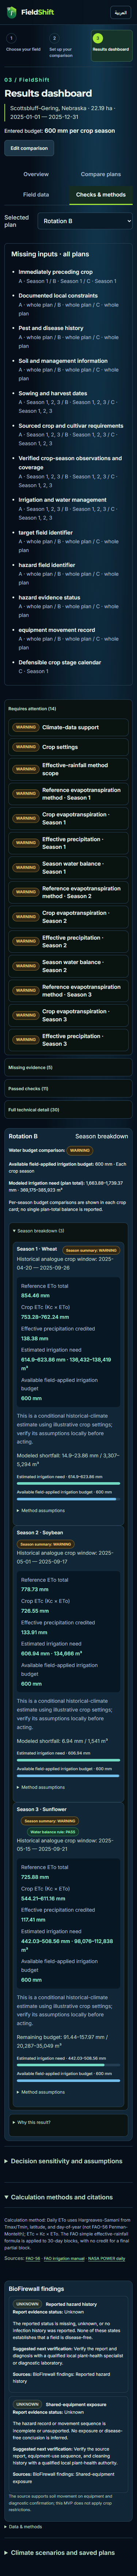 FieldShift
العربية
1
Choose your field
2
Set up your
comparison
3
Results dashboard
03 / FieldShift
Results dashboard
Scottsbluff–Gering, Nebraska · 22.19 ha ·
2025-01-01 — 2025-12-31
Entered budget: 600 mm per crop season
Edit comparison
Overview
Compare plans
Field data
Checks & methods
Selected
plan
Rotation B
Missing inputs · all plans
Immediately preceding crop
A · Season 1 / B · Season 1 / C · Season 1
Documented local constraints
A · whole plan / B · whole plan / C · whole
plan
Pest and disease history
A · whole plan / B · whole plan / C · whole
plan
Soil and management information
A · whole plan / B · whole plan / C · whole
plan
Sowing and harvest dates
A · Season 1, 2, 3 / B · Season 1, 2, 3 / C ·
Season 1, 2, 3
Sourced crop and cultivar requirements
A · Season 1, 2, 3 / B · Season 1, 2, 3 / C ·
Season 1, 2, 3
Verified crop-season observations and
coverage
A · Season 1, 2, 3 / B · Season 1, 2, 3 / C ·
Season 1, 2, 3
Irrigation and water management
A · Season 1, 2, 3 / B · Season 1, 2, 3 / C ·
Season 1, 2, 3
target field identifier
A · whole plan / B · whole plan / C · whole
plan
hazard field identifier
A · whole plan / B · whole plan / C · whole
plan
hazard evidence status
A · whole plan / B · whole plan / C · whole
plan
equipment movement record
A · whole plan / B · whole plan / C · whole
plan
Defensible crop stage calendar
C · Season 1
Requires attention (14)
WARNING Climate-data support
WARNING Crop settings
WARNING Effective-rainfall method
scope
WARNING Reference evapotranspiration
method · Season 1
WARNING Crop evapotranspiration ·
Season 1
WARNING Effective precipitation ·
Season 1
WARNING Season water balance ·
Season 1
WARNING Reference evapotranspiration
method · Season 2
WARNING Crop evapotranspiration ·
Season 2
WARNING Effective precipitation ·
Season 2
WARNING Season water balance ·
Season 2
WARNING Reference evapotranspiration
method · Season 3
WARNING Crop evapotranspiration ·
Season 3
WARNING Effective precipitation ·
Season 3
Missing evidence (5)
Passed checks (11)
Full technical detail (30)
Rotation B
Season breakdown
Water budget comparison: WARNING
Available field-applied irrigation budget: 600 mm · Each
crop season
Modeled irrigation need (plan total): 1,663.88–1,739.37
mm · 369,175–385,923 m³
Per-season budget comparisons are shown in each crop
card; no single plan-total balance is reported.
Season breakdown (3)
Season 1 · Wheat
Season summary: WARNING
Historical analogue crop window: 2025-
04-20 — 2025-09-26
Reference ETo total
854.46 mm
Crop ETc (Kc × ETo)
753.28–762.24 mm
Effective precipitation credited
138.38 mm
Estimated irrigation need
614.9–623.86 mm · 136,432–138,419
m³
Available field-applied irrigation
budget
600 mm
This is a conditional historical-climate
estimate using illustrative crop settings;
verify its assumptions locally before
acting.
Modeled shortfall: 14.9–23.86 mm / 3,307–
5,294 m³
Estimated irrigation need · 614.9–623.86 mm
Available field-applied irrigation budget · 600 mm
Method assumptions
Season 2 · Soybean
Season summary: WARNING
Historical analogue crop window: 2025-
05-01 — 2025-09-17
Reference ETo total
778.73 mm
Crop ETc (Kc × ETo)
726.55 mm
Effective precipitation credited
133.91 mm
Estimated irrigation need
606.94 mm · 134,666 m³
Available field-applied irrigation
budget
600 mm
This is a conditional historical-climate
estimate using illustrative crop settings;
verify its assumptions locally before
acting.
Modeled shortfall: 6.94 mm / 1,541 m³
Estimated irrigation need · 606.94 mm
Available field-applied irrigation budget · 600 mm
Method assumptions
Season 3 · Sunflower
Season summary: WARNING
Water balance rule: PASS
Historical analogue crop window: 2025-
05-15 — 2025-09-21
Reference ETo total
725.88 mm
Crop ETc (Kc × ETo)
544.21–611.16 mm
Effective precipitation credited
117.41 mm
Estimated irrigation need
442.03–508.56 mm · 98,076–112,838
m³
Available field-applied irrigation
budget
600 mm
This is a conditional historical-climate
estimate using illustrative crop settings;
verify its assumptions locally before
acting.
Remaining budget: 91.44–157.97 mm /
20,287–35,049 m³
Estimated irrigation need · 442.03–508.56 mm
Available field-applied irrigation budget · 600 mm
Method assumptions
Why this result?
Decision sensitivity and assumptions
Calculation methods and citations
Calculation method: Daily ETo uses Hargreaves–Samani from
Tmax/Tmin, latitude, and day-of-year (not FAO-56 Penman–
Monteith); ETc = Kc × ETo. The FAO simple effective-rainfall
formula is applied to 30-day blocks, with no credit for a final
partial block.
Sources: FAO-56 · FAO irrigation manual · NASA POWER daily
BioFirewall findings
UNKNOWN Reported hazard history
Report evidence status: Unknown
The reported status is missing, unknown, or no
infection history was reported. None of these states
establishes that a field is disease-free.
Suggested next verification: Verify the report and
diagnosis with a qualified local plant-health specialist
or diagnostic laboratory.
Sources: BioFirewall findings: Reported hazard
history
UNKNOWN Shared-equipment exposure
Report evidence status: Unknown
The hazard record or movement sequence is
incomplete or unsupported. No exposure or disease-
free conclusion is inferred.
Suggested next verification: Verify the source
report, equipment-use sequence, and cleaning
history with a qualified local plant-health authority.
Sources: BioFirewall findings: Shared-equipment
exposure
The source supports soil movement on equipment and
diagnostic confirmation; this MVP does not apply crop
restrictions.
Data & methods
Climate scenarios and saved plans